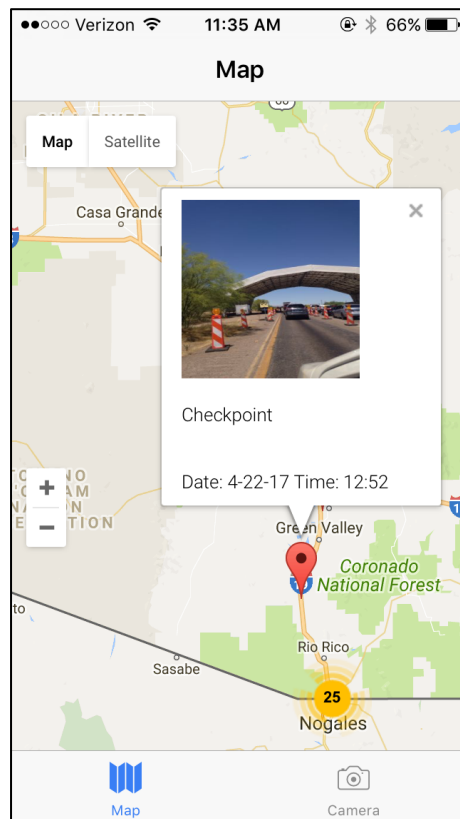 Verizon 11:35 AM 66%
Map
Map Satellite
Casa Grande
Checkpoint
Date: 4-22-17 Time: 12:52
Green Valley
Coronado
National Forest
to
Rio Rico
Sasabe
25
Nogales
Map Camera